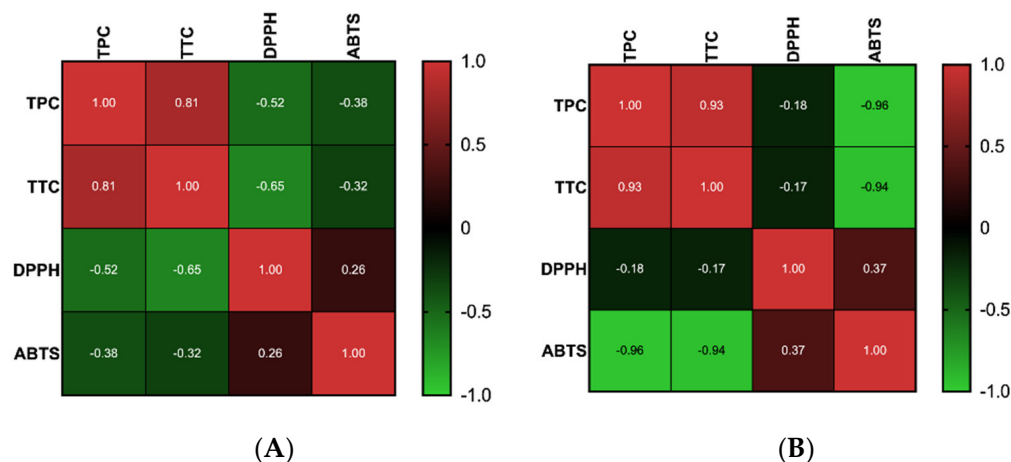 TPC TTC DPPH ABTS
TPC 1.00 0.81 -0.52 -0.38
TTC 0.81 1.00 -0.65 -0.32
DPPH -0.52 -0.65 1.00 0.26
ABTS -0.38 -0.32 0.26 1.00
1.0
0.5
0
-0.5
-1.0
(A)
TPC TTC DPPH ABTS
TPC 1.00 0.93 -0.18 -0.96
TTC 0.93 1.00 -0.17 -0.94
DPPH -0.18 -0.17 1.00 0.37
ABTS -0.96 -0.94 0.37 1.00
1.0
0.5
0
-0.5
-1.0
(B)